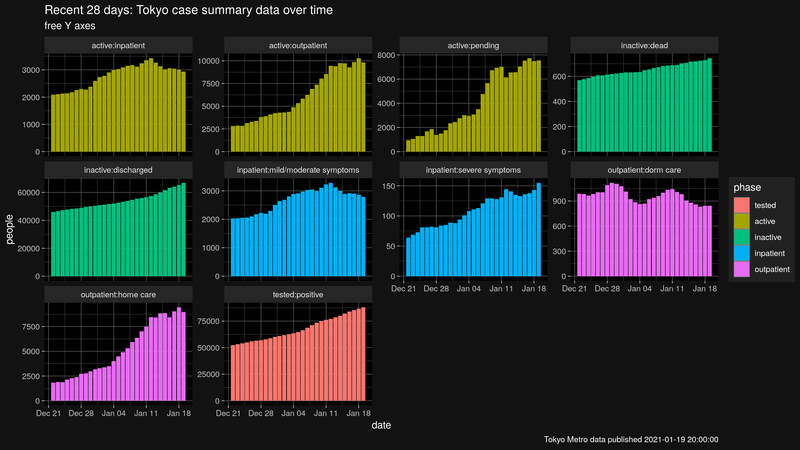 Recent 28 days: Tokyo case summary data over time
free Y axes
active:inpatient
active:outpatient
active:pending
inactive:dead
3000
2000
1000
0
10000
7500
5000
2500
0
8000
6000
4000
2000
0
600
400
200
0
inactive:discharged
inpatient:mild/moderate symptoms
inpatient:severe symptoms
outpatient:dorm care
60000
40000
20000
0
3000
2000
1000
0
150
100
50
0
900
600
300
0
Dec 21 Dec 28 Jan 04 Jan 11 Jan 18
Dec 21 Dec 28 Jan 04 Jan 11 Jan 18
outpatient:home care
tested:positive
7500
5000
2500
0
75000
50000
25000
0
Dec 21 Dec 28 Jan 04 Jan 11 Jan 18
Dec 21 Dec 28 Jan 04 Jan 11 Jan 18
people
date
phase
tested
active
inactive
inpatient
outpatient
Tokyo Metro data published 2021-01-19 20:00:00